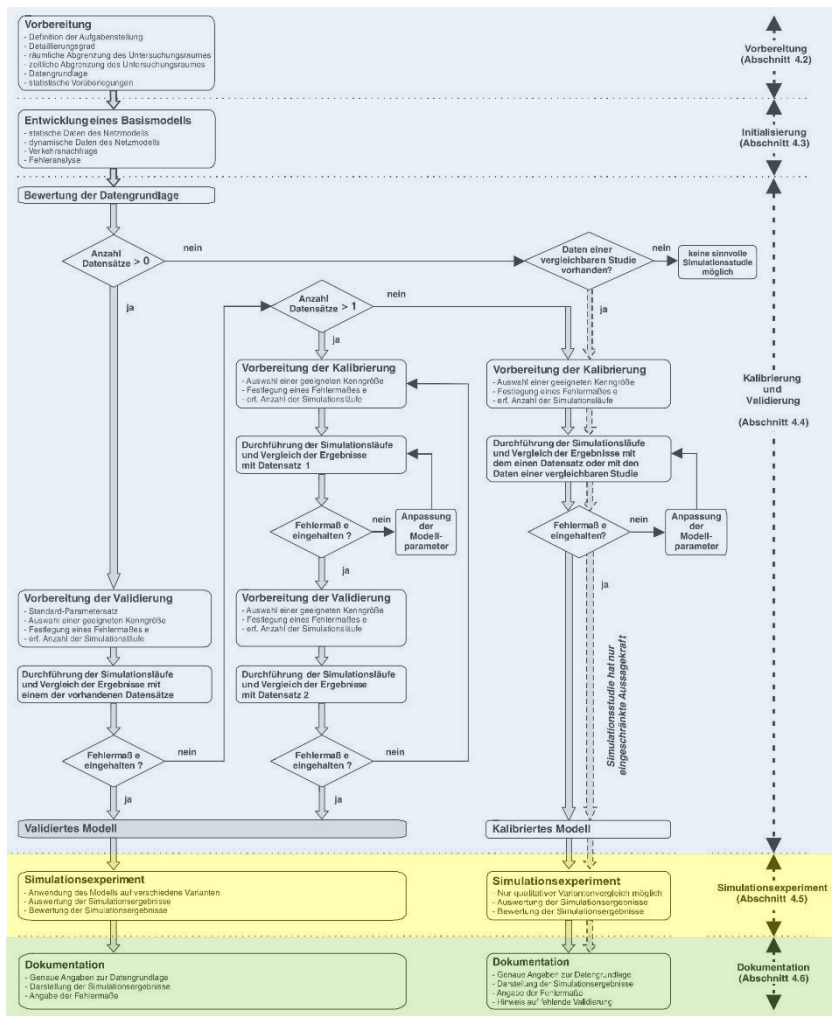 Vorbereitung
- Definition der Aufgabenstellung
- Detaillierungsgrad
- räumliche Abgrenzung des Untersuchungsraumes
- zeitliche Abgrenzung des Untersuchungsraumes
- Datengrundlage
- statistische Vorüberlegungen
Vorbereitung
(Abschnitt 4.2)
Entwicklung eines Basismodells
- statische Daten des Netzmodells
- dynamische Daten des Netzmodells
- Verkehrsnachfrage
- Fehleranalyse
Initialisierung
(Abschnitt 4.3)
Bewertung der Datengrundlage
Anzahl
Datensätze > 0
nein
ja
Daten einer
vergleichbaren Studie
vorhanden?
nein
ja
keine sinnvolle
Simulationsstudie
möglich
Anzahl
Datensätze > 1
nein
ja
Vorbereitung der Kalibrierung
- Auswahl einer geeigneten Kenngröße
- Festlegung eines Fehlermaßes e
- erf. Anzahl der Simulationsläufe
Vorbereitung der Kalibrierung
- Auswahl einer geeigneten Kenngröße
- Festlegung eines Fehlermaßes e
- erf. Anzahl der Simulationsläufe
Kalibrierung
und
Validierung
(Abschnitt 4.4)
Durchführung der Simulationsläufe
und Vergleich der Ergebnisse
mit Datensatz 1
Durchführung der Simulationsläufe
und Vergleich der Ergebnisse mit
dem einen Datensatz oder mit den
Daten einer vergleichbaren Studie
Fehlermaß e
eingehalten ?
nein
ja
Anpassung
der
Modell-
parameter
Fehlermaß e
eingehalten?
nein
ja
Anpassung
der
Modell-
parameter
Vorbereitung der Validierung
- Standard-Parametersatz
- Auswahl einer geeigneten Kenngröße
- Festlegung eines Fehlermaßes e
- erf. Anzahl der Simulationsläufe
Vorbereitung der Validierung
- Auswahl einer geeigneten Kenngröße
- Festlegung eines Fehlermaßes e
- erf. Anzahl der Simulationsläufe
Durchführung der Simulationsläufe
und Vergleich der Ergebnisse mit
einem der vorhandenen Datensätze
Durchführung der Simulationsläufe
und Vergleich der Ergebnisse
mit Datensatz 2
Simulationsstudie hat nur
eingeschränkte Aussagekraft
Fehlermaß e
eingehalten ?
nein
ja
Fehlermaß e
eingehalten ?
nein
ja
Validiertes Modell
Kalibriertes Modell
Simulationsexperiment
- Anwendung des Modells auf verschiedene Varianten
- Auswertung der Simulationsergebnisse
- Bewertung der Simulationsergebnisse
Simulationsexperiment
- Nur qualitativer Variantenvergleich möglich
- Auswertung der Simulationsergebnisse
- Bewertung der Simulationsergebnisse
Simulationsexperiment
(Abschnitt 4.5)
Dokumentation
- Genaue Angaben zur Datengrundlage
- Darstellung der Simulationsergebnisse
- Angabe der Fehlermaße
Dokumentation
- Genaue Angaben zur Datengrundlage
- Darstellung der Simulationsergebnisse
- Angabe der Fehlermaße
- Hinweis auf fehlende Validierung
Dokumentation
(Abschnitt 4.6)